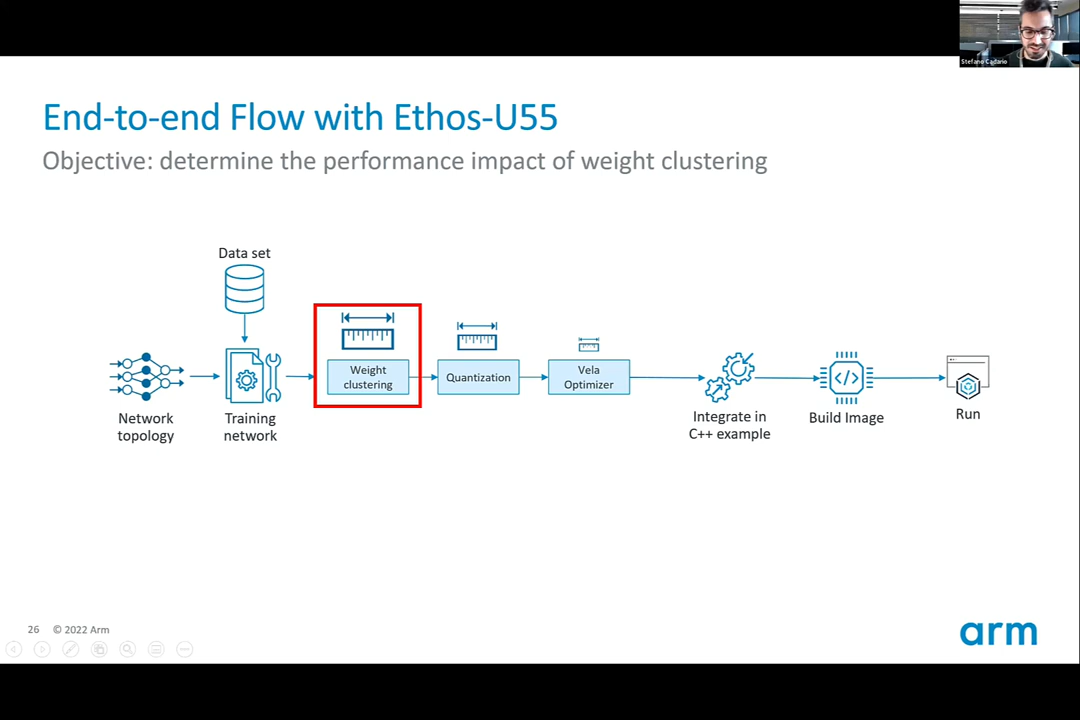 Stefano Cadario
End-to-end Flow with Ethos-U55
Objective: determine the performance impact of weight clustering
Data set
Weight
clustering
Quantization
Vela
Optimizer
Network
topology
Training
network
Integrate in
C++ example
Build Image
Run
</>
26 © 2022 Arm
arm